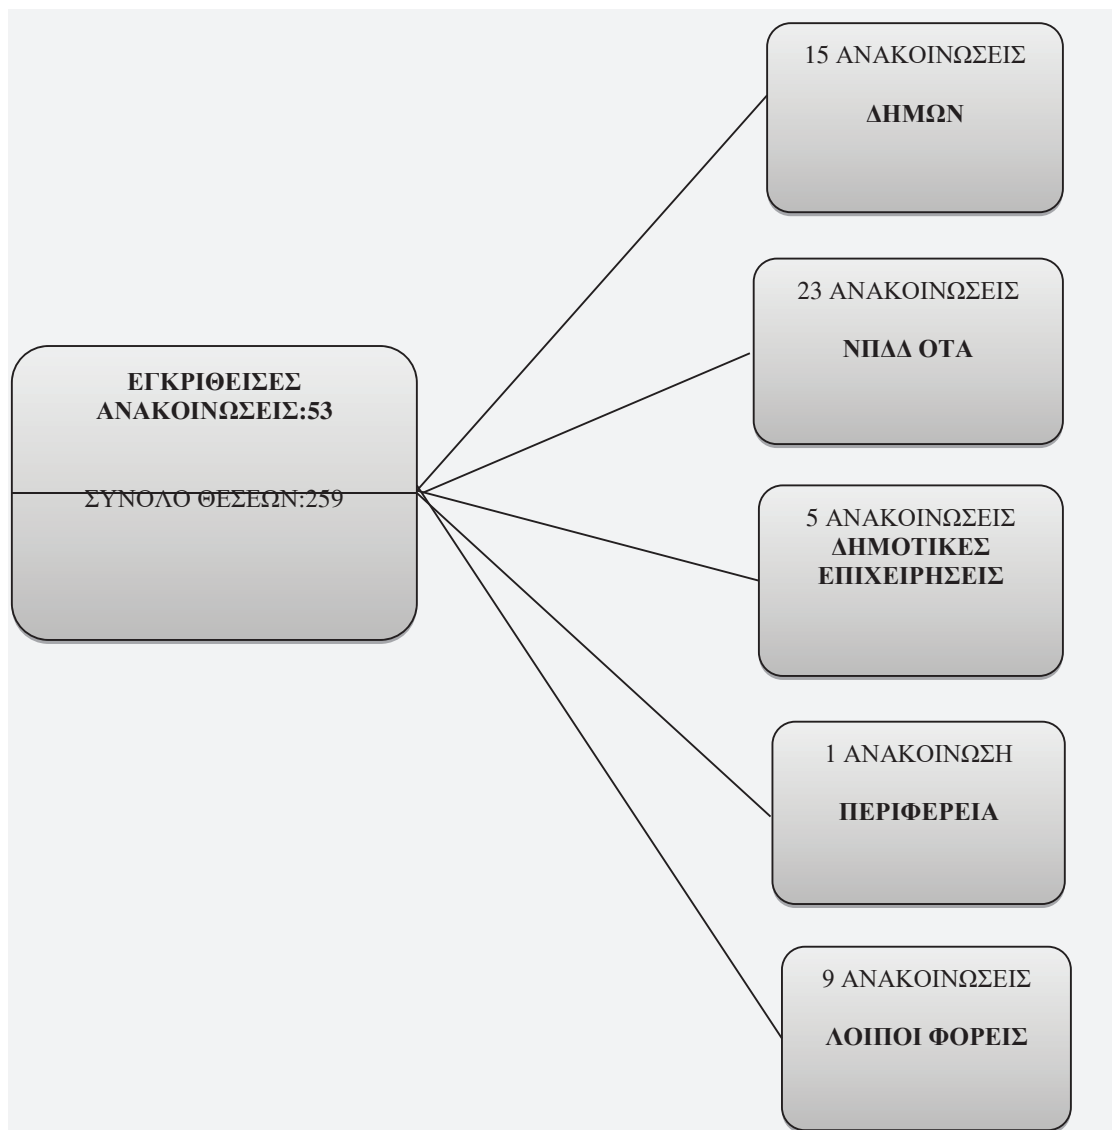 ΕΓΚΡΙΘΕΙΣΕΣ
ΑΝΑΚΟΙΝΩΣΕΙΣ:53
ΣΥΝΟΛΟ ΘΕΣΕΩΝ:259
15 ΑΝΑΚΟΙΝΩΣΕΙΣ
ΔΗΜΩΝ
23 ΑΝΑΚΟΙΝΩΣΕΙΣ
ΝΠΔΔ ΟΤΑ
5 ΑΝΑΚΟΙΝΩΣΕΙΣ
ΔΗΜΟΤΙΚΕΣ
ΕΠΙΧΕΙΡΗΣΕΙΣ
1 ΑΝΑΚΟΙΝΩΣΗ
ΠΕΡΙΦΕΡΕΙΑ
9 ΑΝΑΚΟΙΝΩΣΕΙΣ
ΛΟΙΠΟΙ ΦΟΡΕΙΣ